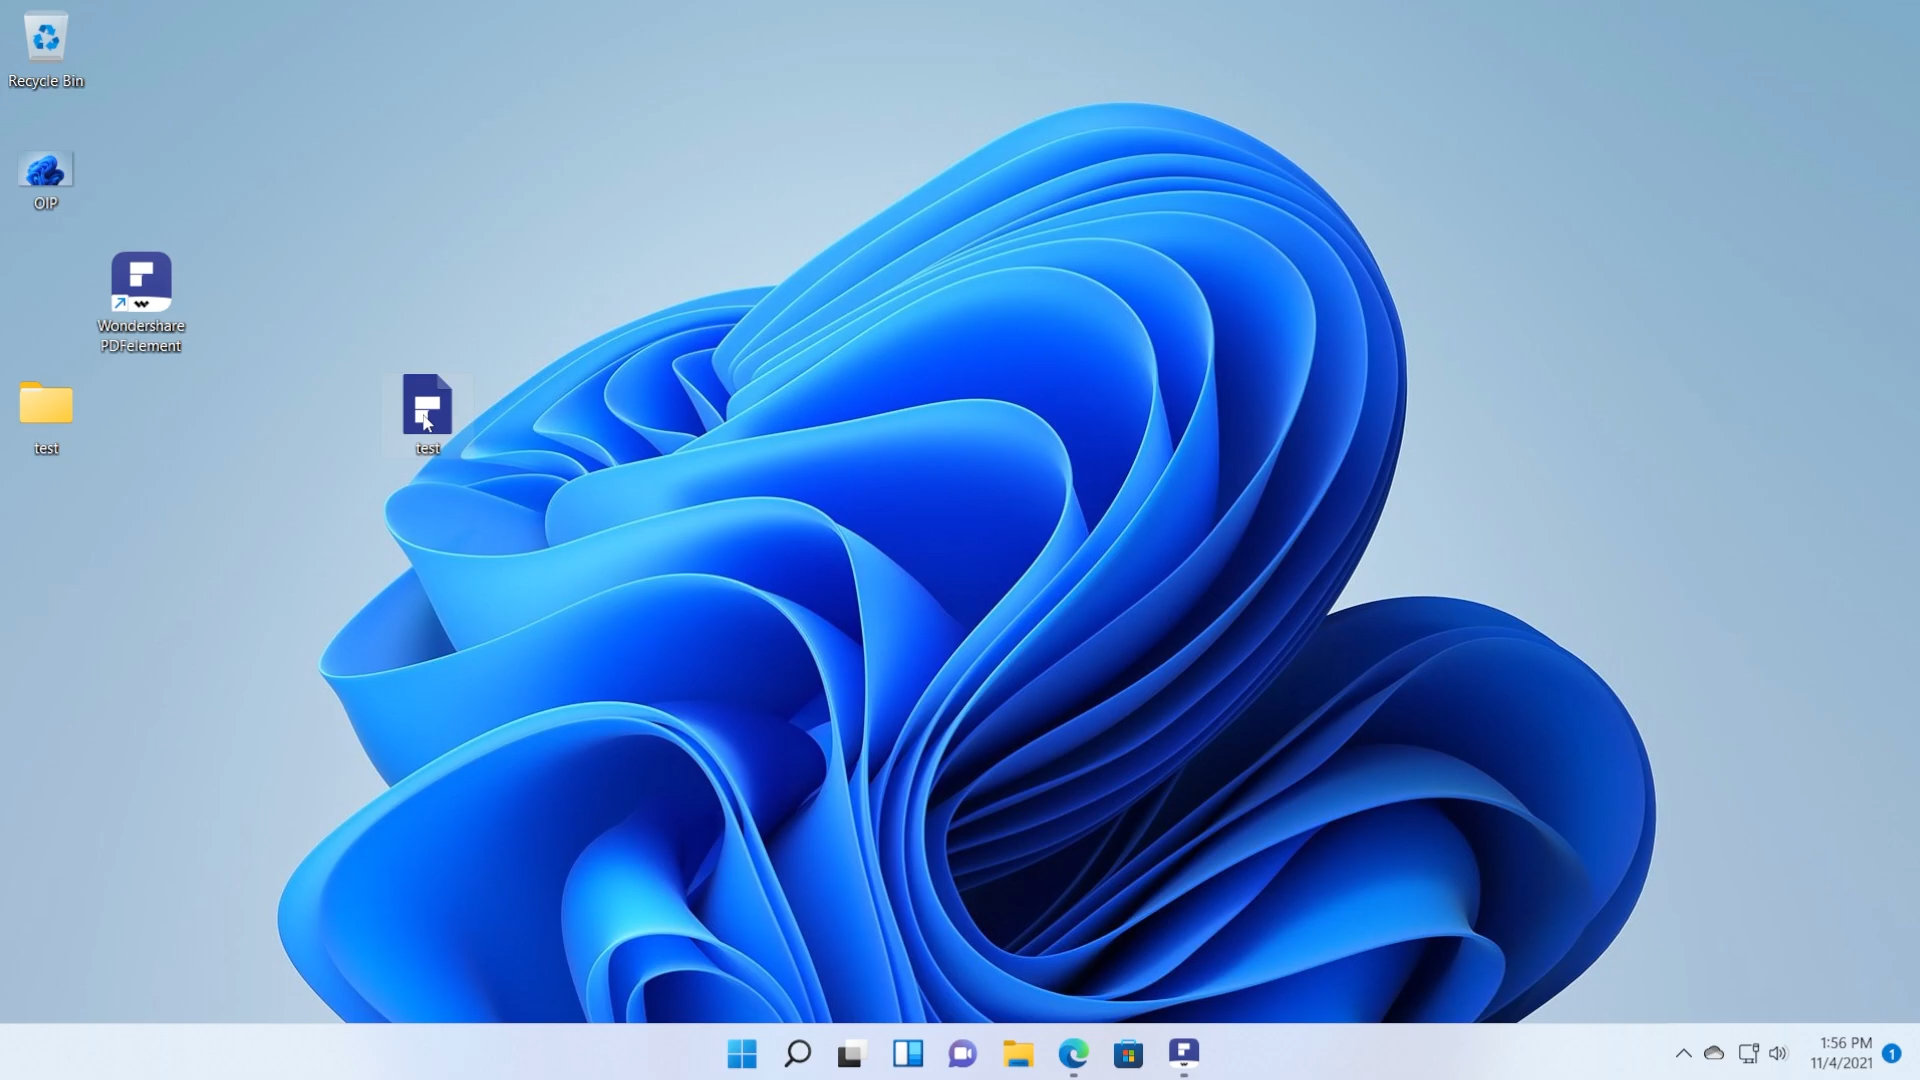 Recycle Bin
OIP
Wondershare
PDFelement
test
test
1:56 PM
11/4/2021
1